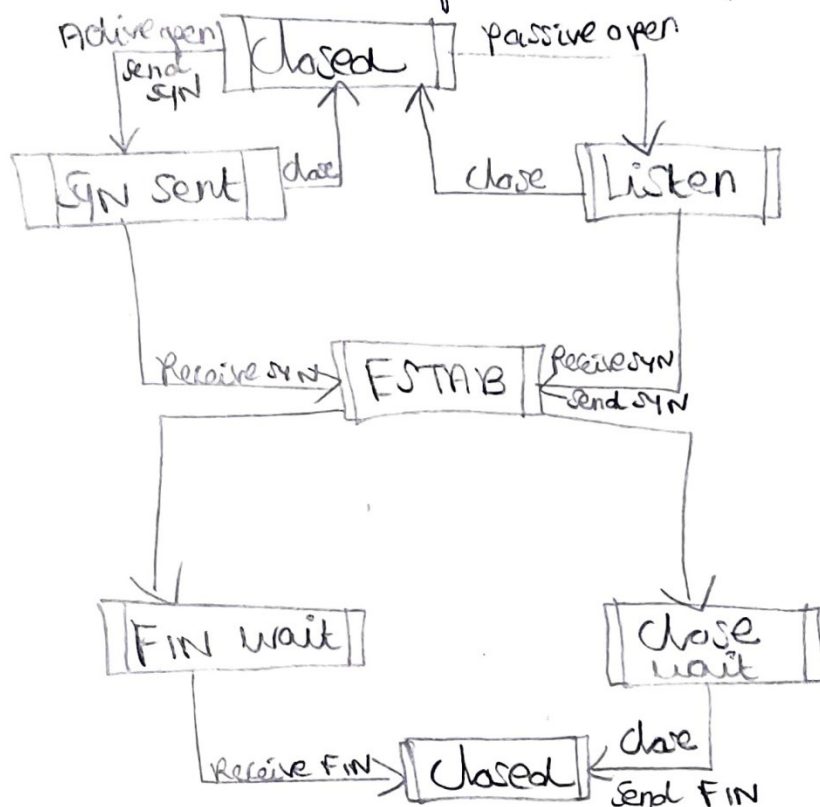 Active open
send
SYN
Closed
passive open
SYN Sent
close
close
Listen
Receive SYN
ESTAB
Receive SYN
send SYN
FIN wait
Close
wait
Receive FIN
Closed
Close
Send FIN